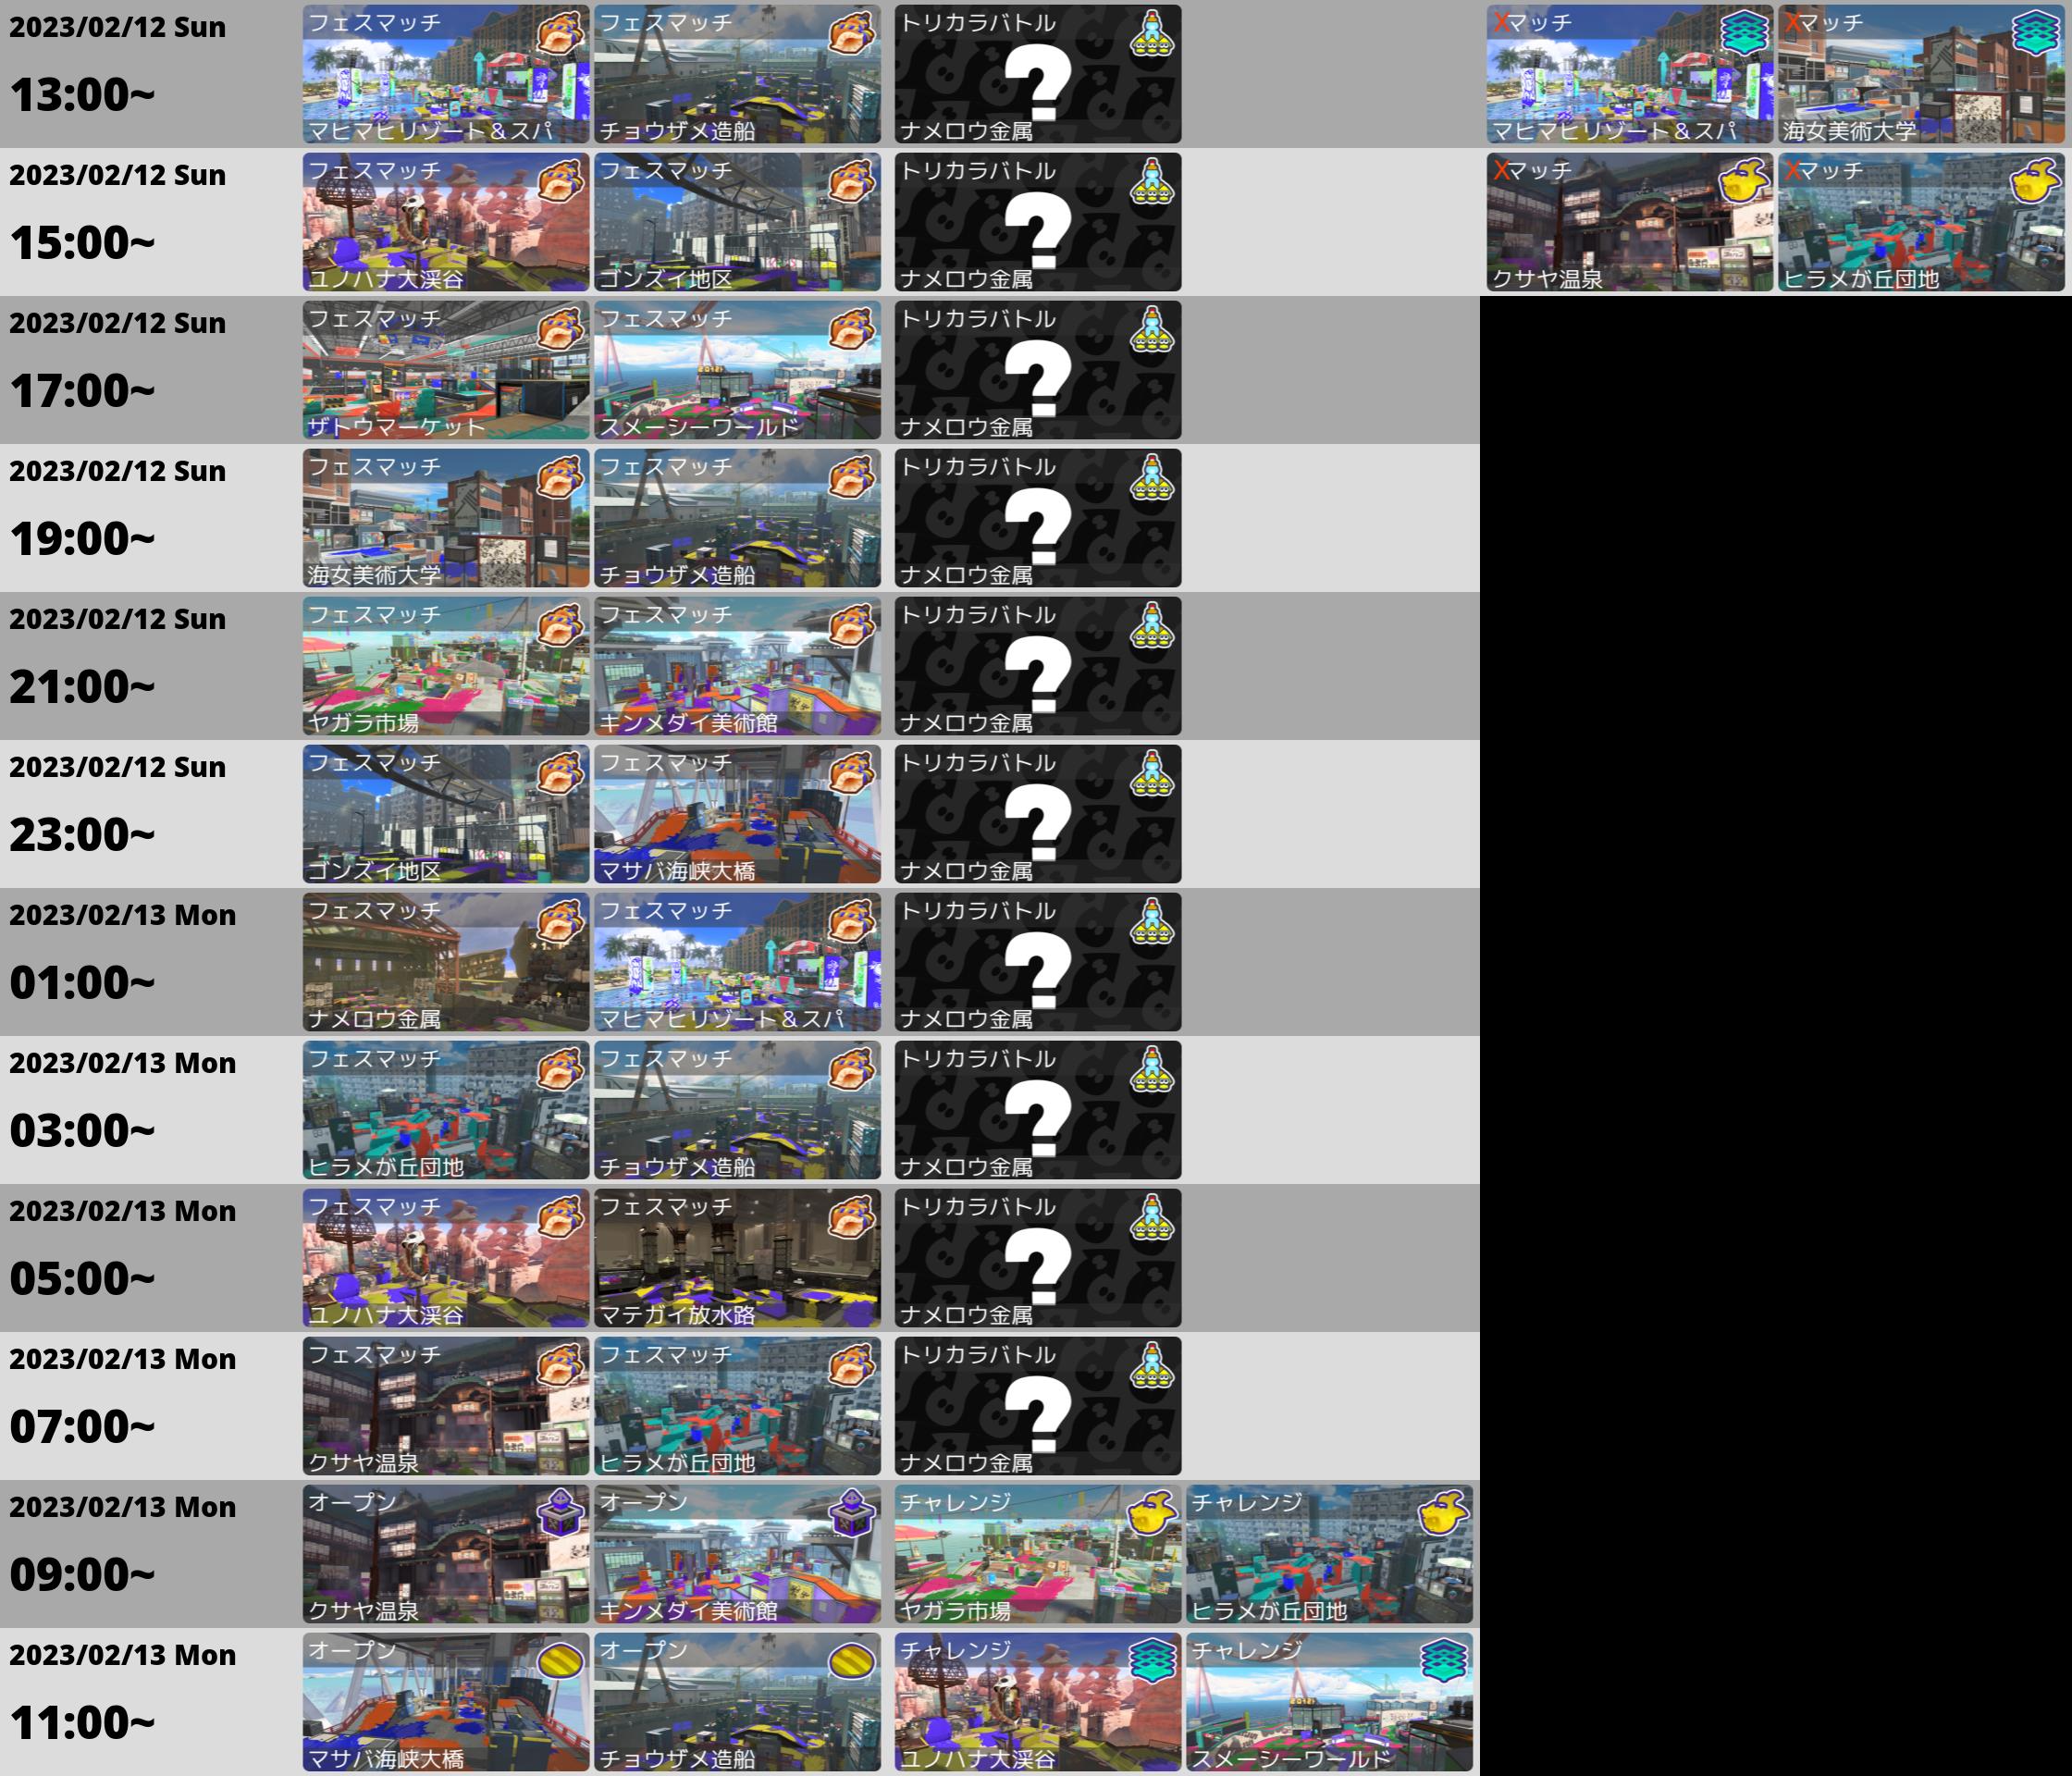 2023/02/12 Sun
13:00~
フェスマッチ
マヒマヒリゾート＆スパ
フェスマッチ
チョウザメ造船
トリカラバトル
?
ナメロウ金属
Xマッチ
マヒマヒリゾート＆スパ
Xマッチ
海女美術大学
2023/02/12 Sun
15:00~
フェスマッチ
ユノハナ大渓谷
フェスマッチ
ゴンズイ地区
トリカラバトル
?
ナメロウ金属
Xマッチ
クサヤ温泉
Xマッチ
ヒラメが丘団地
2023/02/12 Sun
17:00~
フェスマッチ
ザトウマーケット
フェスマッチ
スメーシーワールド
トリカラバトル
?
ナメロウ金属
2023/02/12 Sun
19:00~
フェスマッチ
海女美術大学
フェスマッチ
チョウザメ造船
トリカラバトル
?
ナメロウ金属
2023/02/12 Sun
21:00~
フェスマッチ
ヤガラ市場
フェスマッチ
キンメダイ美術館
トリカラバトル
?
ナメロウ金属
2023/02/12 Sun
23:00~
フェスマッチ
ゴンズイ地区
フェスマッチ
マサバ海峡大橋
トリカラバトル
?
ナメロウ金属
2023/02/13 Mon
01:00~
フェスマッチ
ナメロウ金属
フェスマッチ
マヒマヒリゾート＆スパ
トリカラバトル
?
ナメロウ金属
2023/02/13 Mon
03:00~
フェスマッチ
ヒラメが丘団地
フェスマッチ
チョウザメ造船
トリカラバトル
?
ナメロウ金属
2023/02/13 Mon
05:00~
フェスマッチ
ユノハナ大渓谷
フェスマッチ
マテガイ放水路
トリカラバトル
?
ナメロウ金属
2023/02/13 Mon
07:00~
フェスマッチ
クサヤ温泉
フェスマッチ
ヒラメが丘団地
トリカラバトル
?
ナメロウ金属
2023/02/13 Mon
09:00~
オープン
クサヤ温泉
オープン
キンメダイ美術館
チャレンジ
ヤガラ市場
チャレンジ
ヒラメが丘団地
2023/02/13 Mon
11:00~
オープン
マサバ海峡大橋
オープン
チョウザメ造船
チャレンジ
ユノハナ大渓谷
チャレンジ
スメーシーワールド